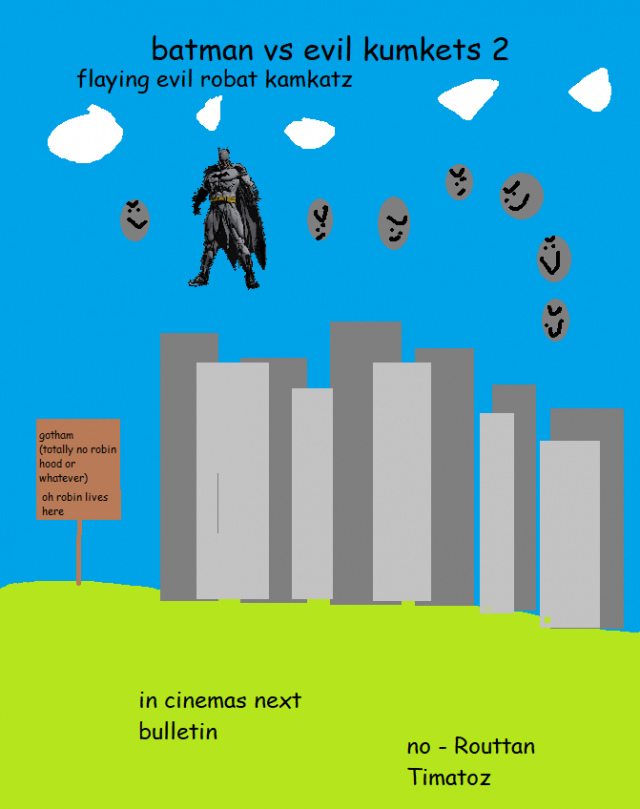 batman vs evil kumkets 2
flaying evil robat kamkatz
gotham
(totally no robin
hood or
whatever)
oh robin lives
here
in cinemas next
bulletin
no - Routtan
Timatoz